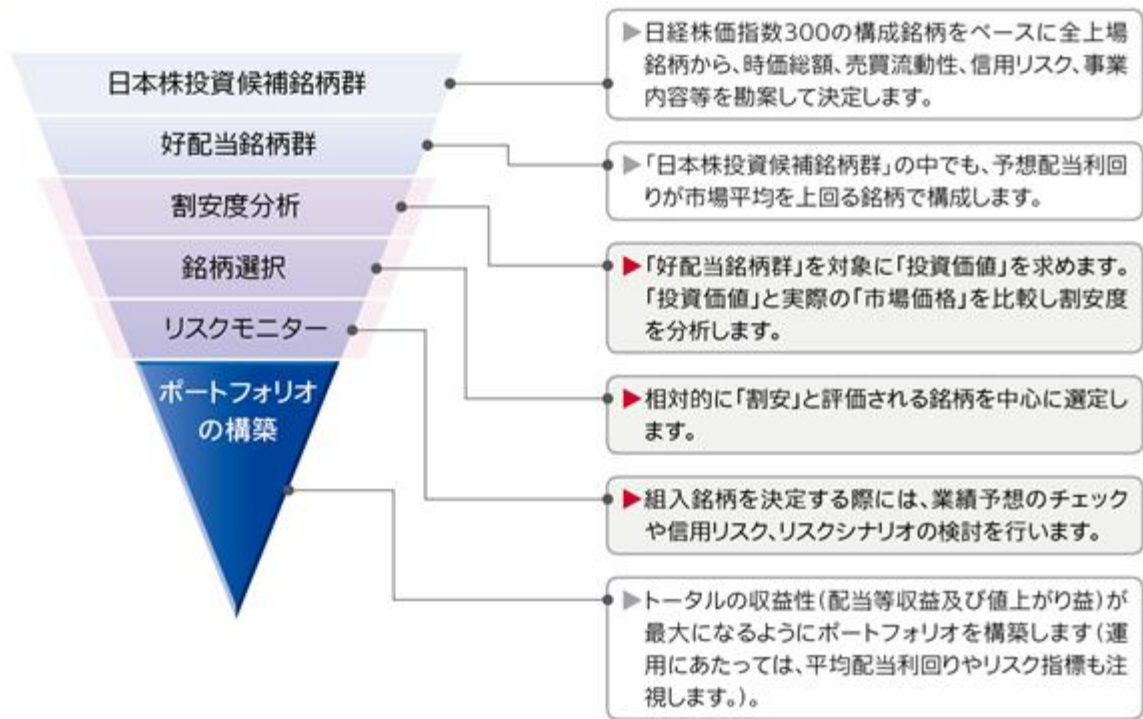 日本株投資候補銘柄群
好配当銘柄群
割安度分析
銘柄選択
リスクモニター
ポートフォリオ
の構築
▶日経株価指数300の構成銘柄をベースに全上場
銘柄から、時価総額、売買流動性、信用リスク、事業
内容等を勘案して決定します。
▶「日本株投資候補銘柄群」の中でも、予想配当利回
りが市場平均を上回る銘柄で構成します。
▶「好配当銘柄群」を対象に「投資価値」を求めます。
「投資価値」と実際の「市場価格」を比較し割安度
を分析します。
▶相対的に「割安」と評価される銘柄を中心に選定し
ます。
▶組入銘柄を決定する際には、業績予想のチェック
や信用リスク、リスクシナリオの検討を行います。
▶トータルの収益性(配当等収益及び値上がり益)が
最大になるようにポートフォリオを構築します(運
用にあたっては、平均配当利回りやリスク指標も注
視します。)。